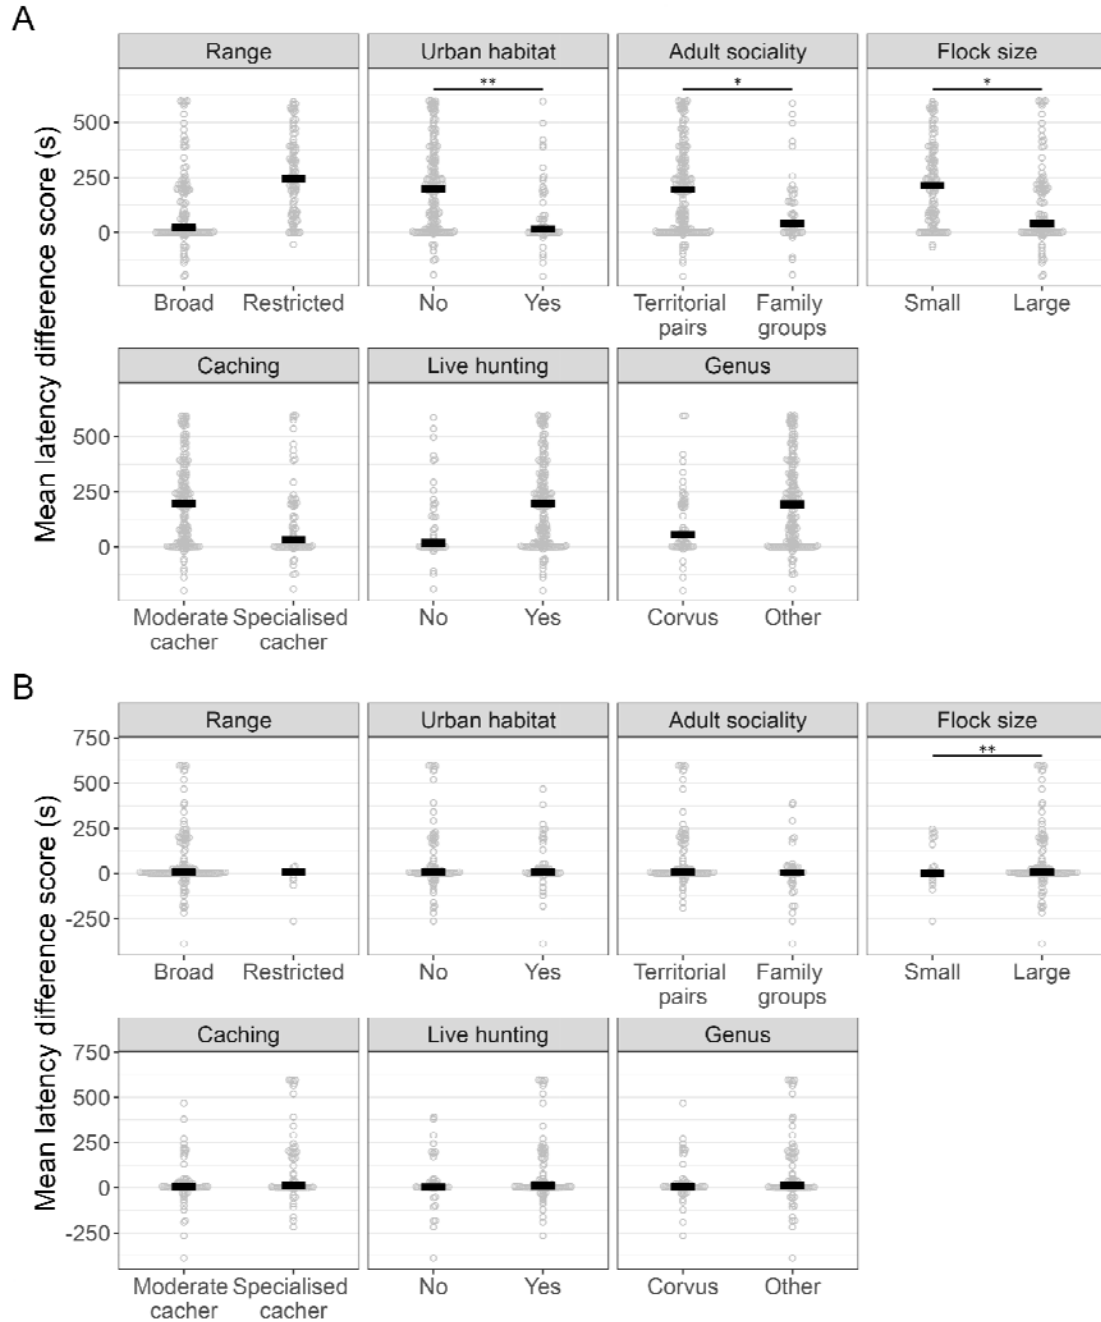 A
Range Urban habitat Adult sociality Flock size
** * *
500
250
0
Broad Restricted No Yes Territorial pairs Family groups Small Large
Caching Live hunting Genus
500
250
0
Moderate cacher Specialised cacher No Yes Corvus Other
Mean latency difference score (s)
B
Range Urban habitat Adult sociality Flock size
**
750
500
250
0
-250
Broad Restricted No Yes Territorial pairs Family groups Small Large
Caching Live hunting Genus
750
500
250
0
-250
Moderate cacher Specialised cacher No Yes Corvus Other
Mean latency difference score (s)